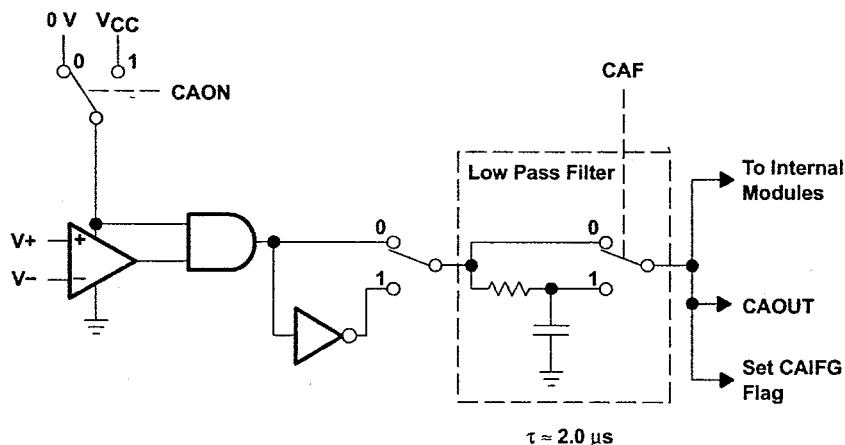 0 V VCC
0 1
CAON
CAF
Low Pass Filter
V+
+
V−
−
0
1
0
1
To Internal
Modules
CAOUT
Set CAIFG
Flag
τ ≈ 2.0 μs